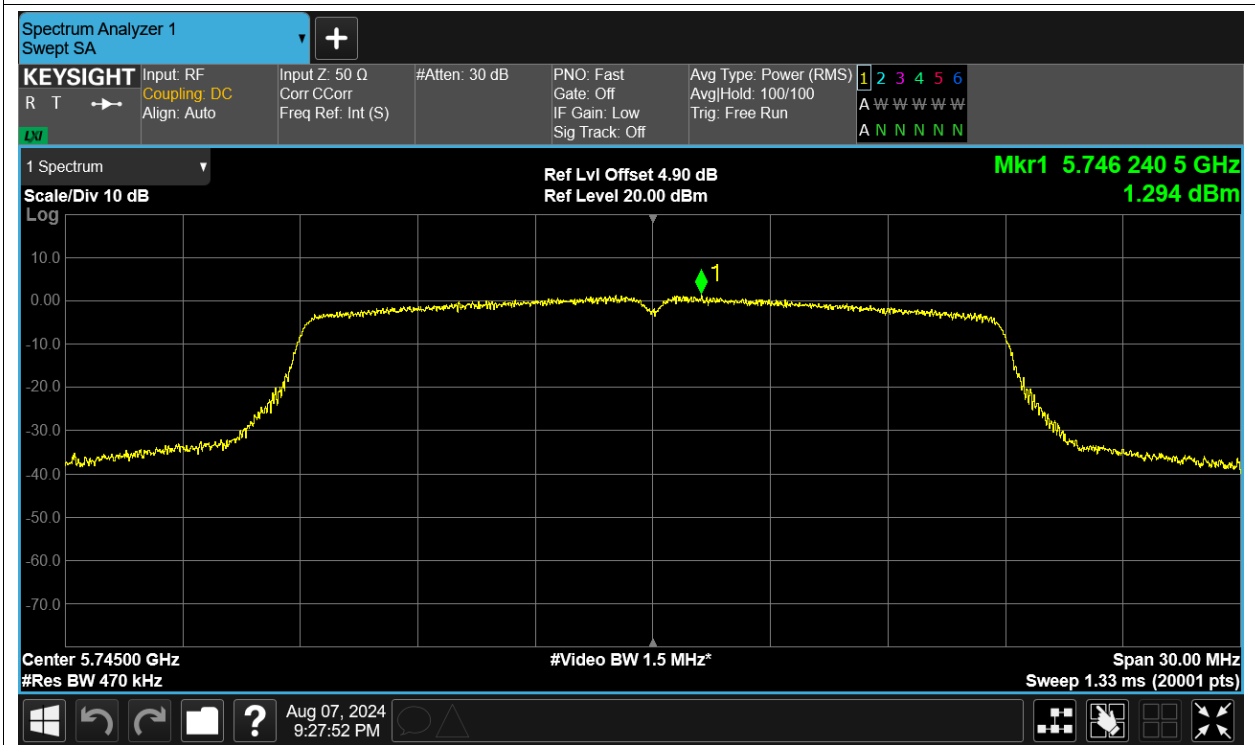 Spectrum Analyzer 1
Swept SA
KEYSIGHT
R T
LXI
Input: RF
Coupling: DC
Align: Auto
Input Z: 50 Ω
Corr CCorr
Freq Ref: Int (S)
#Atten: 30 dB
PNO: Fast
Gate: Off
IF Gain: Low
Sig Track: Off
Avg Type: Power (RMS)
Avg|Hold: 100/100
Trig: Free Run
1 2 3 4 5 6
A W W W W W
A N N N N N
1 Spectrum
Scale/Div 10 dB
Ref Lvl Offset 4.90 dB
Ref Level 20.00 dBm
Mkr1 5.746 240 5 GHz
1.294 dBm
Log
10.0
0.00
-10.0
-20.0
-30.0
-40.0
-50.0
-60.0
-70.0
1
Center 5.74500 GHz
#Res BW 470 kHz
#Video BW 1.5 MHz*
Span 30.00 MHz
Sweep 1.33 ms (20001 pts)
?
Aug 07, 2024
9:27:52 PM